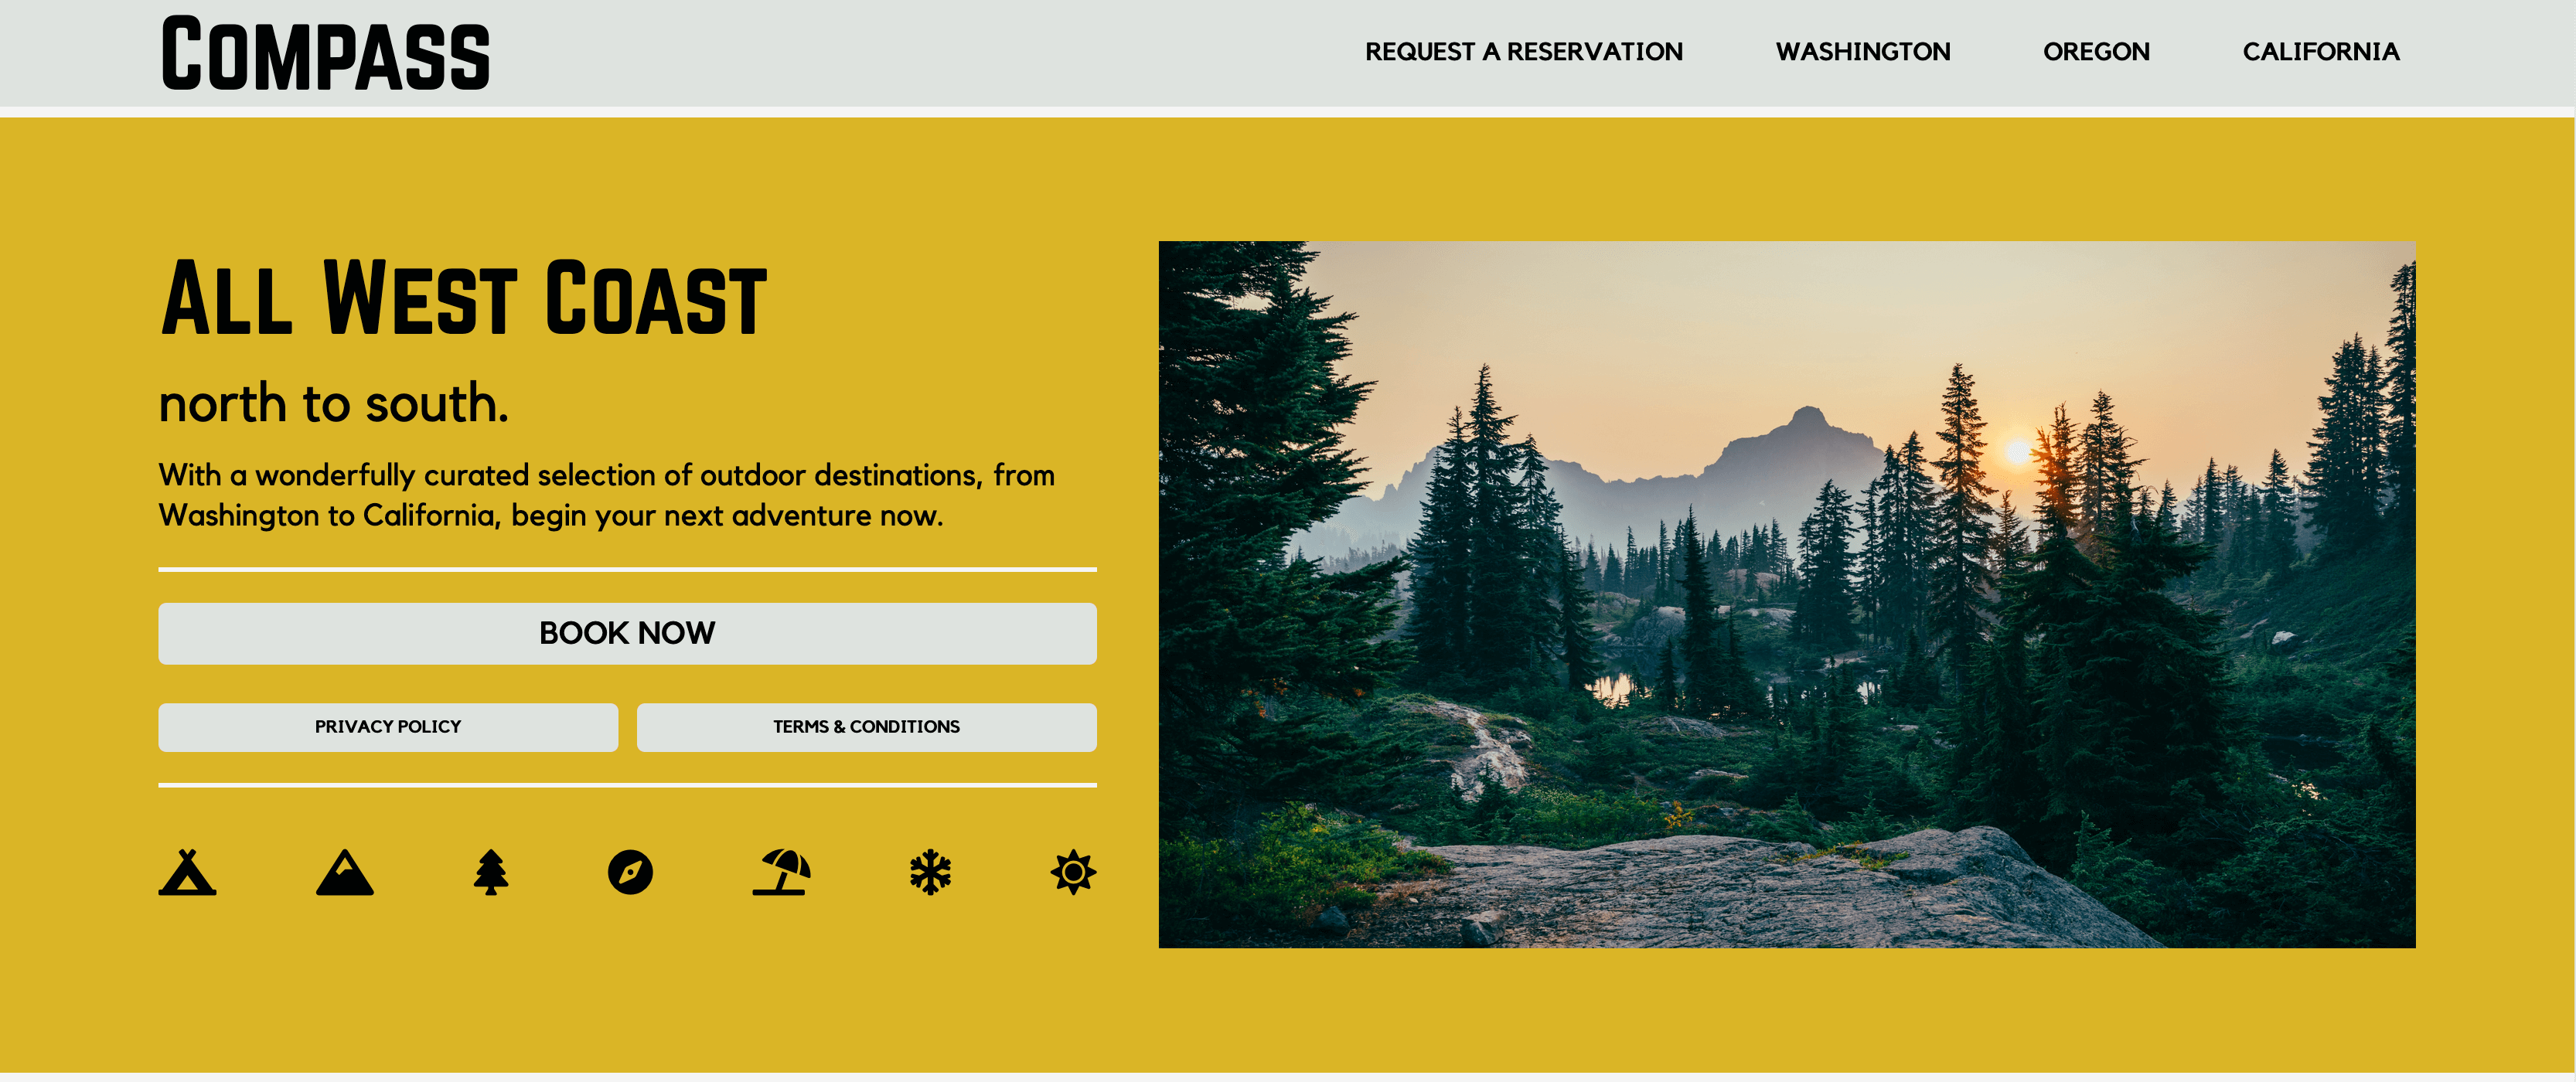 COMPASS
REQUEST A RESERVATION
WASHINGTON
OREGON
CALIFORNIA
ALL WEST COAST
north to south.
With a wonderfully curated selection of outdoor destinations, from
Washington to California, begin your next adventure now.
BOOK NOW
PRIVACY POLICY
TERMS & CONDITIONS